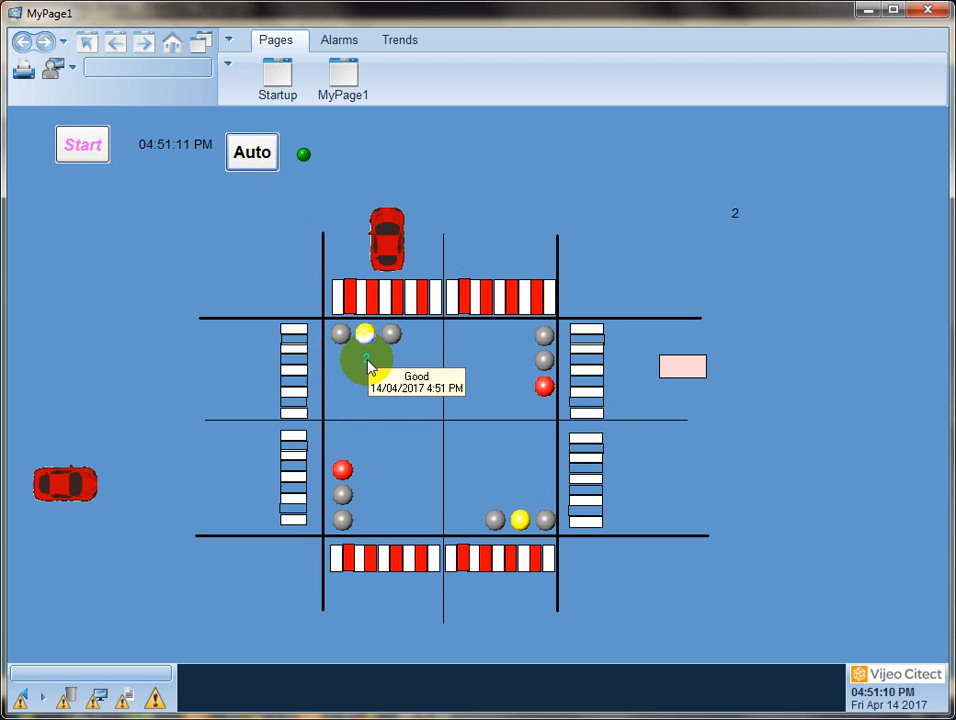 MyPage1
Pages
Alarms
Trends
Startup
MyPage1
Start
04:51:11 PM
Auto
2
2
Good
14/04/2017 4:51 PM
Vijeo Citect
04:51:10 PM
Fri Apr 14 2017